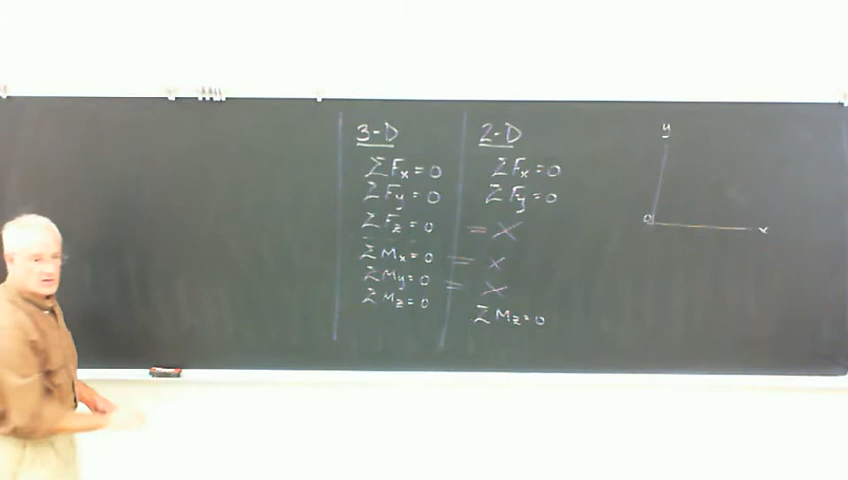 3-D
ΣFx = 0
ΣFy = 0
ΣFz = 0
ΣMx = 0
ΣMy = 0
ΣMz = 0
2-D
ΣFx = 0
ΣFy = 0
= X
= x
= X
ΣMz = 0
y
0
x